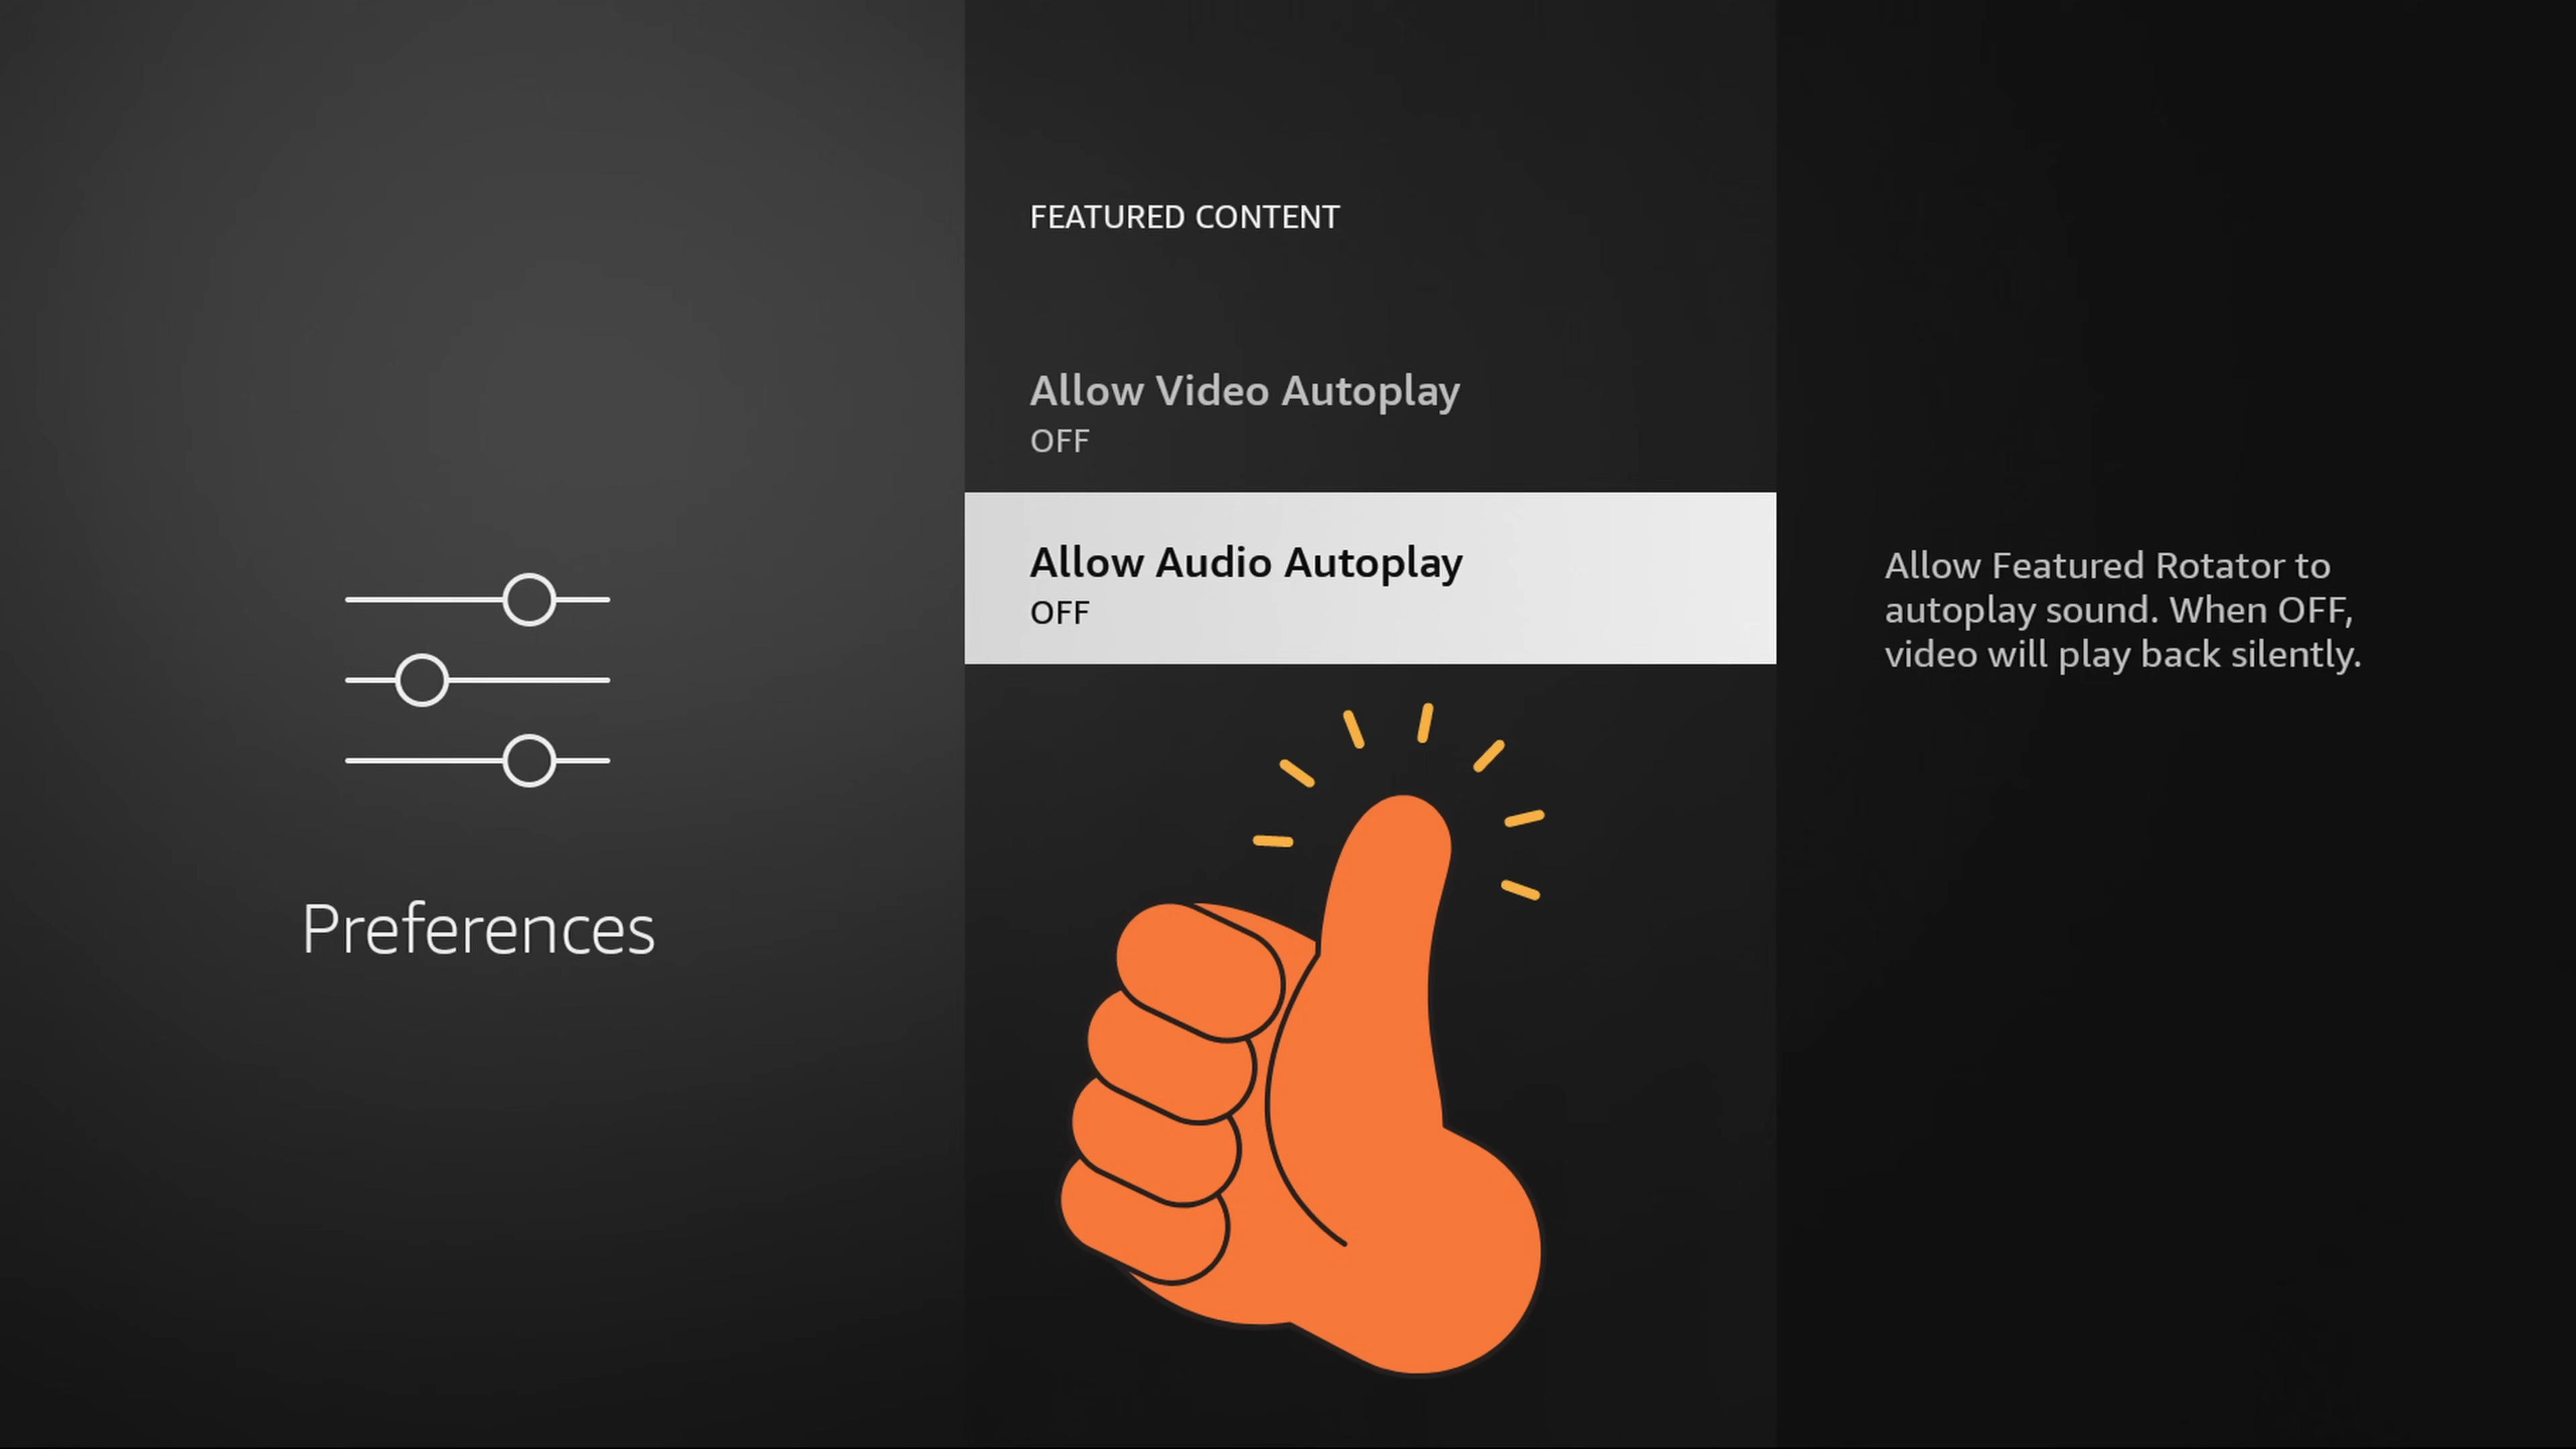 Preferences
FEATURED CONTENT
Allow Video Autoplay
OFF
Allow Audio Autoplay
OFF
Allow Featured Rotator to
autoplay sound. When OFF,
video will play back silently.